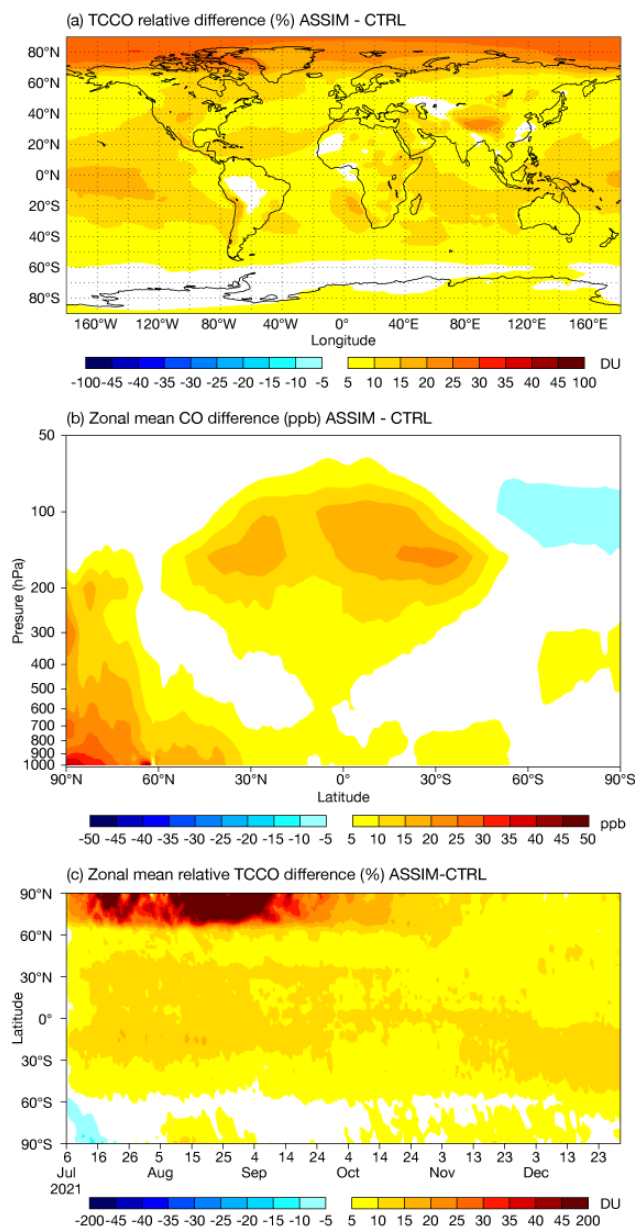 (a) TCCO relative difference (%) ASSIM - CTRL
80°N
60°N
40°N
20°N
0°N
20°S
40°S
60°S
80°S
160°W 120°W 80°W 40°W 0° 40°E 80°E 120°E 160°E
Longitude
-100-45 -40 -35 -30 -25 -20 -15 -10 -5 5 10 15 20 25 30 35 40 45 100 DU
(b) Zonal mean CO difference (ppb) ASSIM - CTRL
50
100
200
300
400
500
600
700
800
900
1000
Presure (hPa)
90°N 60°N 30°N 0° 30°S 60°S 90°S
Latitude
-50 -45 -40 -35 -30 -25 -20 -15 -10 -5 5 10 15 20 25 30 35 40 45 50 ppb
(c) Zonal mean relative TCCO difference (%) ASSIM-CTRL
90°N
60°N
30°N
0°
30°S
60°S
90°S
Latitude
6 16 26 5 15 25 4 14 24 4 14 24 3 13 23 3 13 23
Jul Aug Sep Oct Nov Dec
2021
-200-45 -40 -35 -30 -25 -20 -15 -10 -5 5 10 15 20 25 30 35 40 45 200 DU